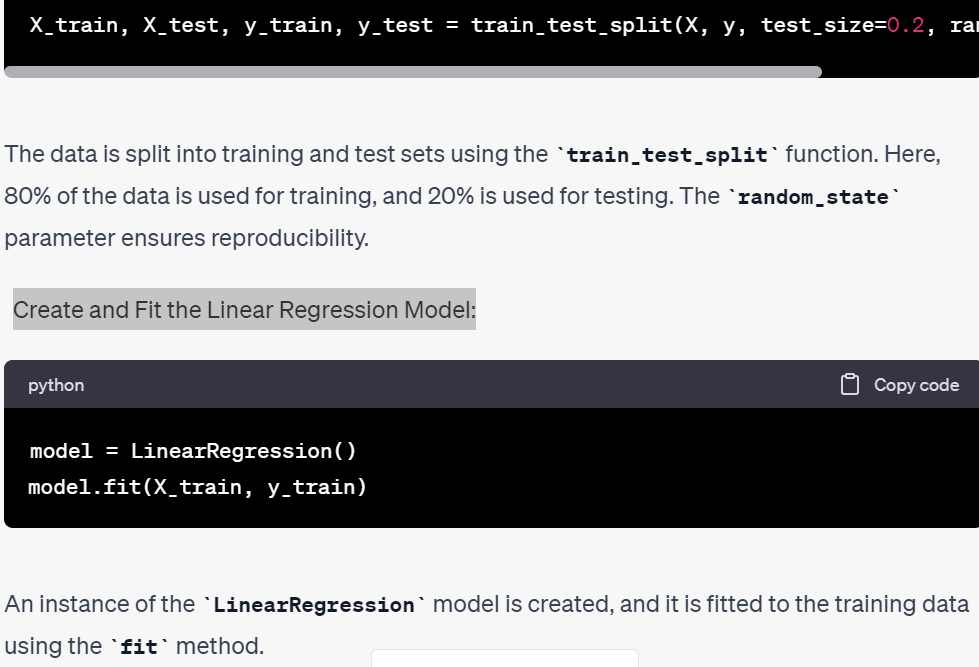 X_train, X_test, y_train, y_test = train_test_split(X, y, test_size=0.2,
The data is split into training and test sets using the `train_test_split` function. Here,
80% of the data is used for training, and 20% is used for testing. The `random_state`
parameter ensures reproducibility.
Create and Fit the Linear Regression Model:
python Copy code
model = LinearRegression()
model.fit(X_train, y_train)
An instance of the `LinearRegression` model is created, and it is fitted to the training data
using the `fit` method.